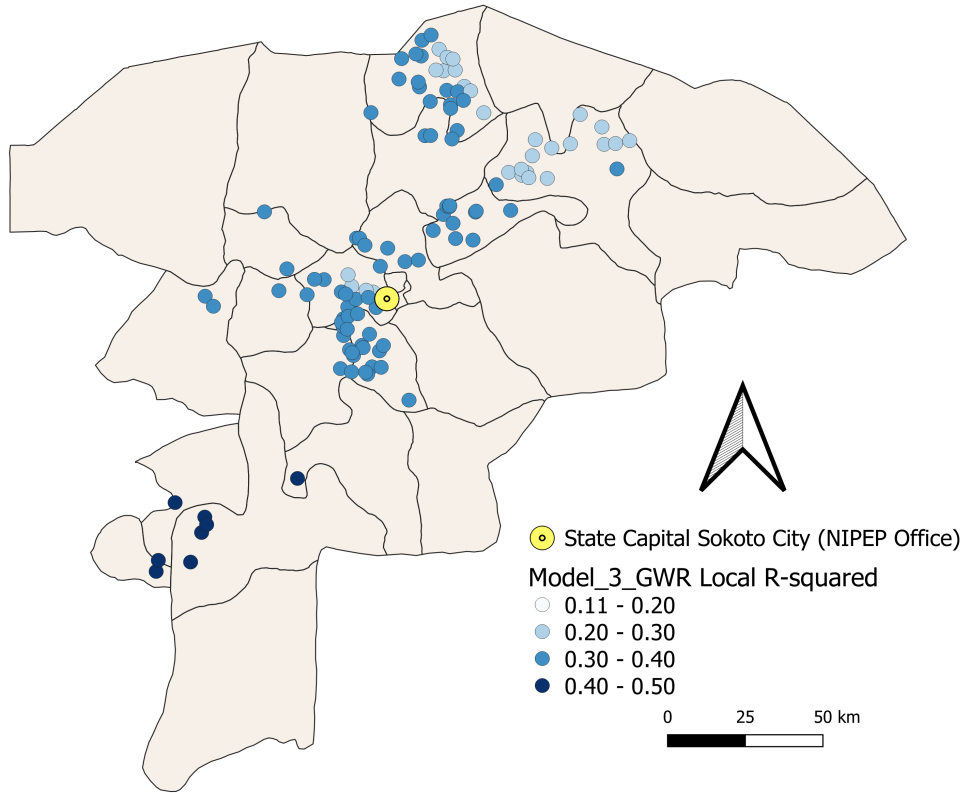 State Capital Sokoto City (NIPEP Office)
Model_3_GWR Local R-squared
0.11 - 0.20
0.20 - 0.30
0.30 - 0.40
0.40 - 0.50
0 25 50 km